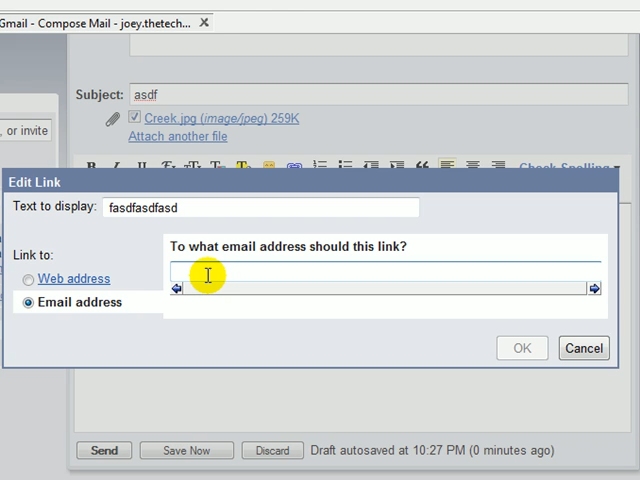 Gmail - Compose Mail - joey.thetech...
Subject: asdf
, or invite
Creek.jpg (image/jpeg) 259K
Attach another file
Check Spelling
Edit Link
Text to display: fasdfasdfasd
To what email address should this link?
Link to:
Web address
Email address
OK Cancel
Send Save Now Discard Draft autosaved at 10:27 PM (0 minutes ago)